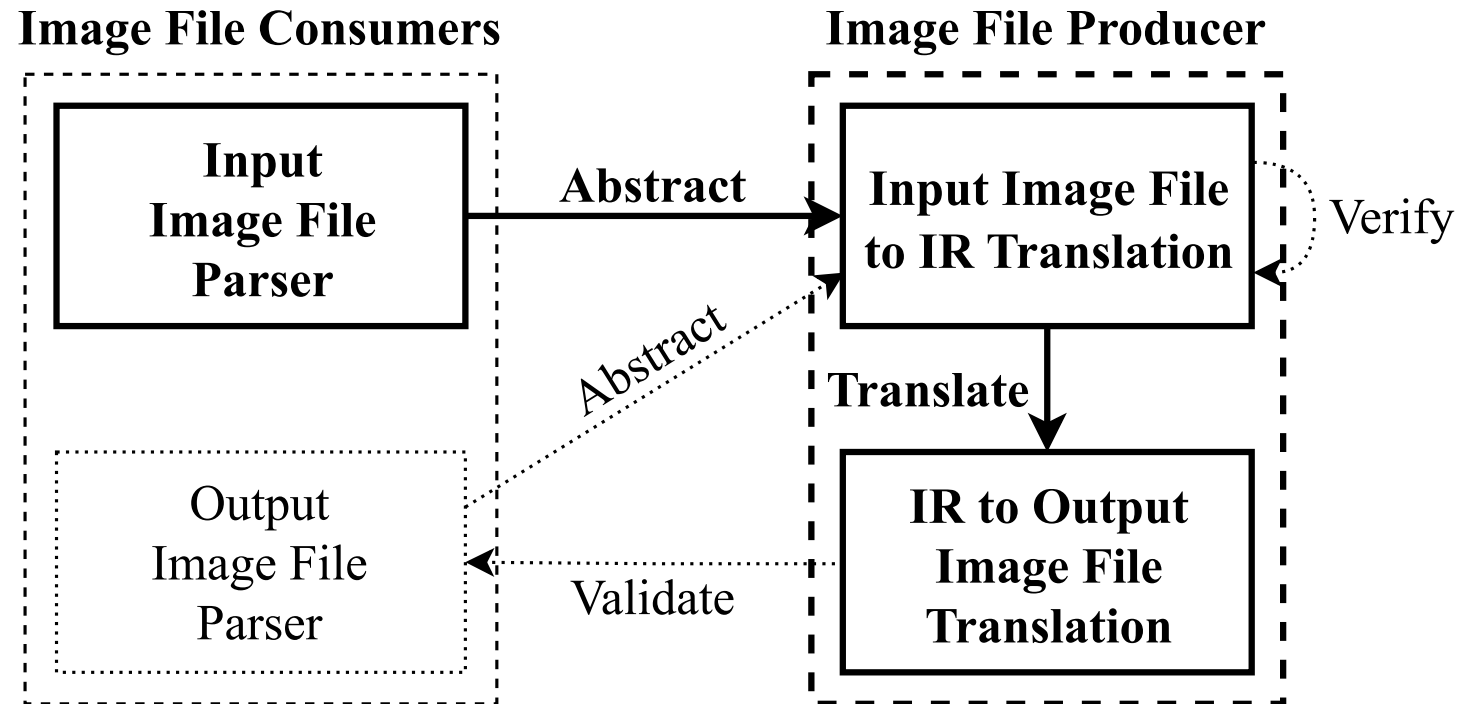 Image File Consumers
Image File Producer
Input
Image File
Parser
Abstract
Input Image File
to IR Translation
Verify
Abstract
Translate
Output
Image File
Parser
Validate
IR to Output
Image File
Translation